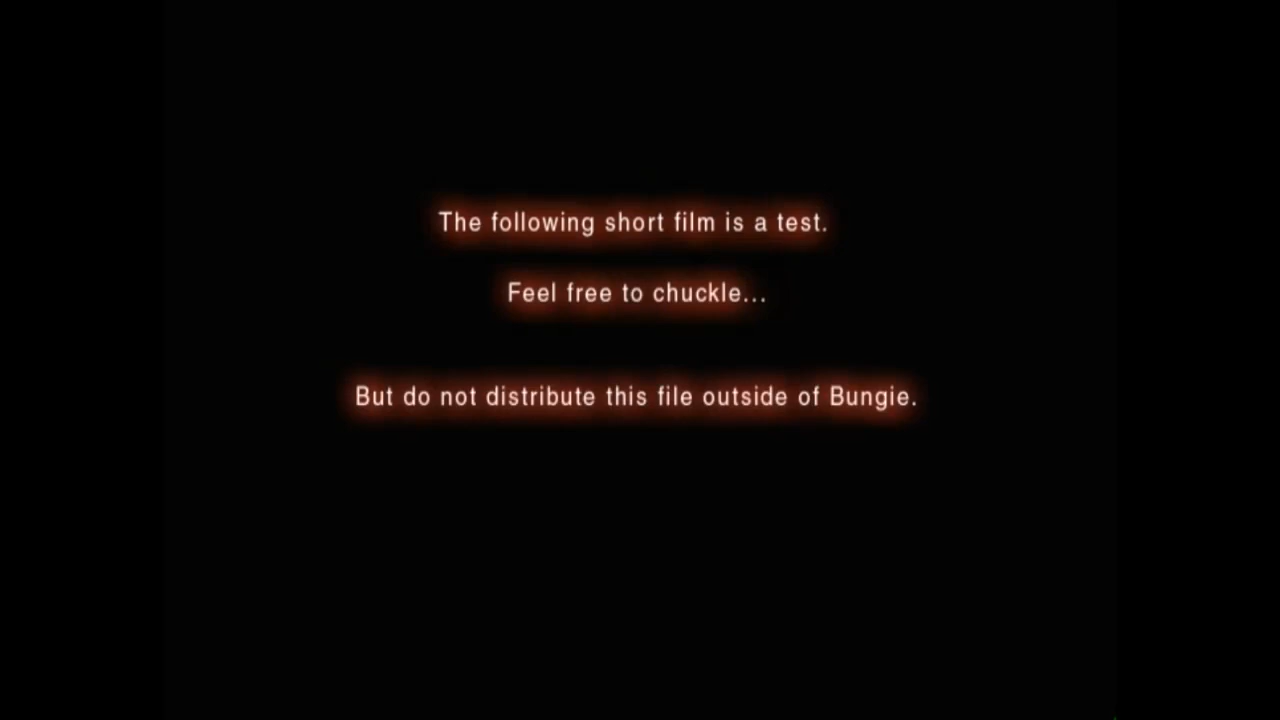 The following short film is a test.
Feel free to chuckle...
But do not distribute this file outside of Bungie.